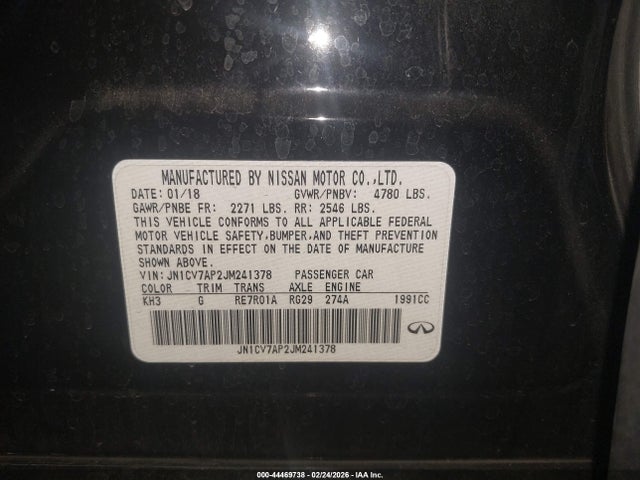 MANUFACTURED BY NISSAN MOTOR CO.,LTD.
DATE: 01/18 GVWR/PNBV: 4780 LBS.
GAWR/PNBE FR: 2271 LBS. RR: 2546 LBS.
THIS VEHICLE CONFORMS TO ALL APPLICABLE FEDERAL
MOTOR VEHICLE SAFETY,BUMPER,AND THEFT PREVENTION
STANDARDS IN EFFECT ON THE DATE OF MANUFACTURE
SHOWN ABOVE.
VIN: JN1CV7AP2JM241378 PASSENGER CAR
COLOR TRIM TRANS AXLE ENGINE
KH3 G RE7R01A RG29 274A 1991CC
JN1CV7AP2JM241378
000-44469738 - 02/24/2026 - IAA Inc.